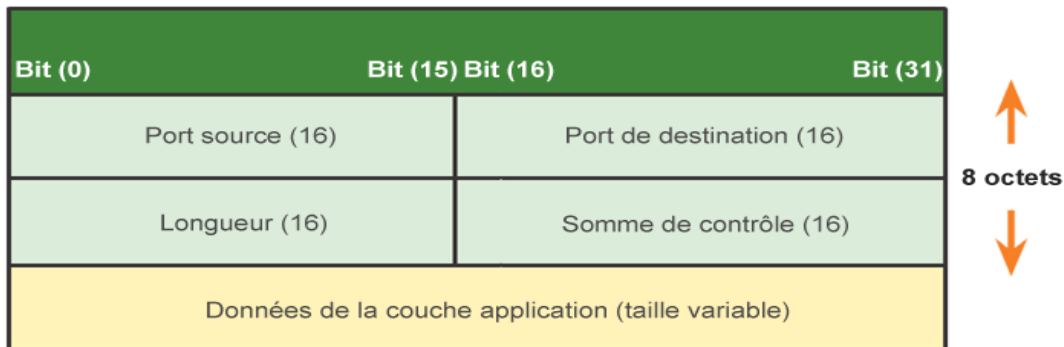 Bit (0) Bit (15) Bit (16) Bit (31)
Port source (16) Port de destination (16)
8 octets
Longueur (16) Somme de contrôle (16)
Données de la couche application (taille variable)